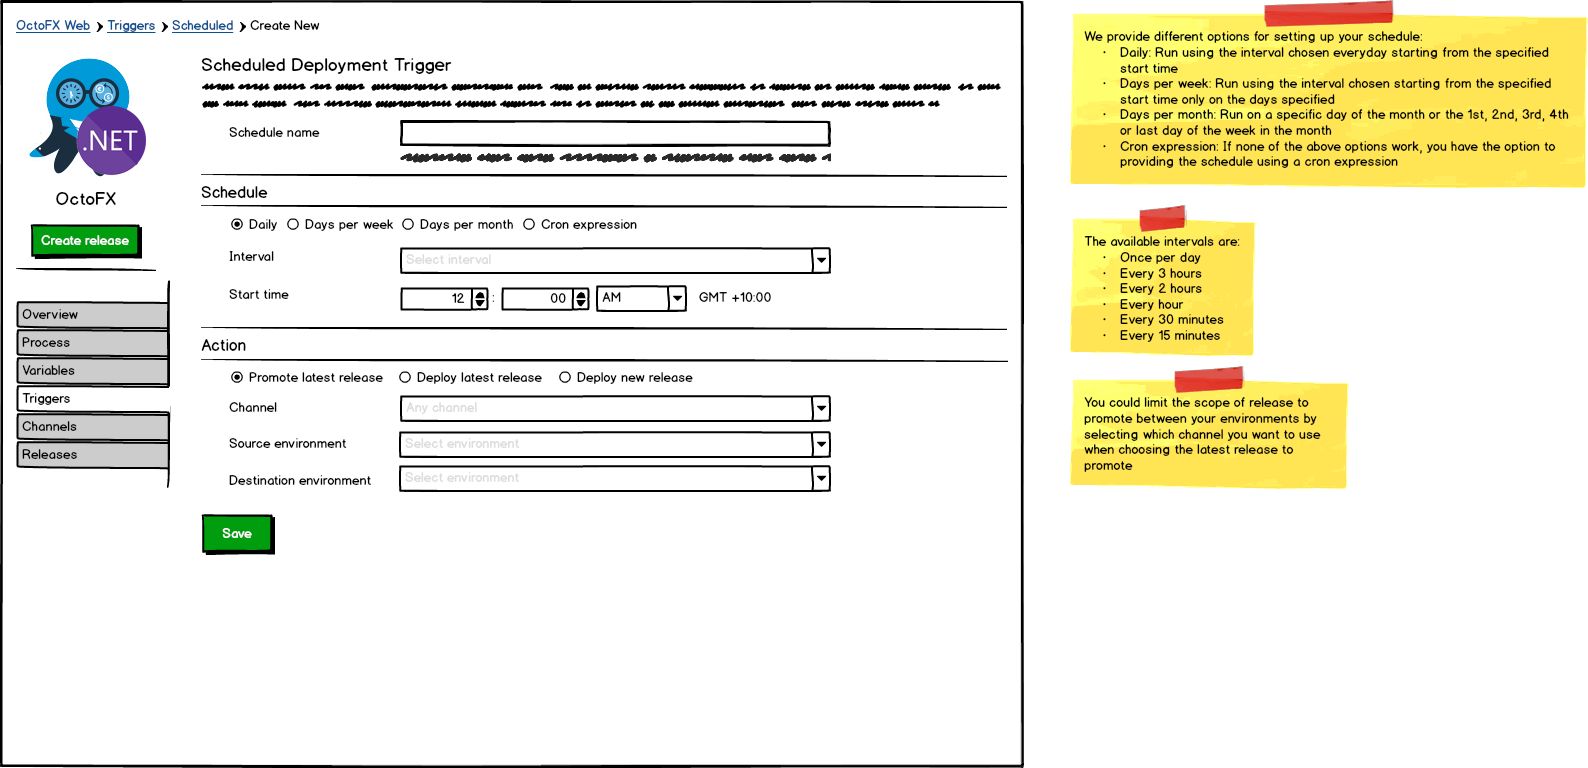 OctoFX Web > Triggers > Scheduled > Create New
.NET
OctoFX
Create release
Overview
Process
Variables
Triggers
Channels
Releases
Scheduled Deployment Trigger
Schedule name
Schedule
Daily Days per week Days per month Cron expression
Interval Select interval
Start time 12 : 00 AM GMT +10:00
Action
Promote latest release Deploy latest release Deploy new release
Channel Any channel
Source environment Select environment
Destination environment Select environment
Save
We provide different options for setting up your schedule:
· Daily: Run using the interval chosen everyday starting from the specified
start time
· Days per week: Run using the interval chosen starting from the specified
start time only on the days specified
· Days per month: Run on a specific day of the month or the 1st, 2nd, 3rd, 4th
or last day of the week in the month
· Cron expression: If none of the above options work, you have the option to
providing the schedule using a cron expression
The available intervals are:
· Once per day
· Every 3 hours
· Every 2 hours
· Every hour
· Every 30 minutes
· Every 15 minutes
You could limit the scope of release to
promote between your environments by
selecting which channel you want to use
when choosing the latest release to
promote